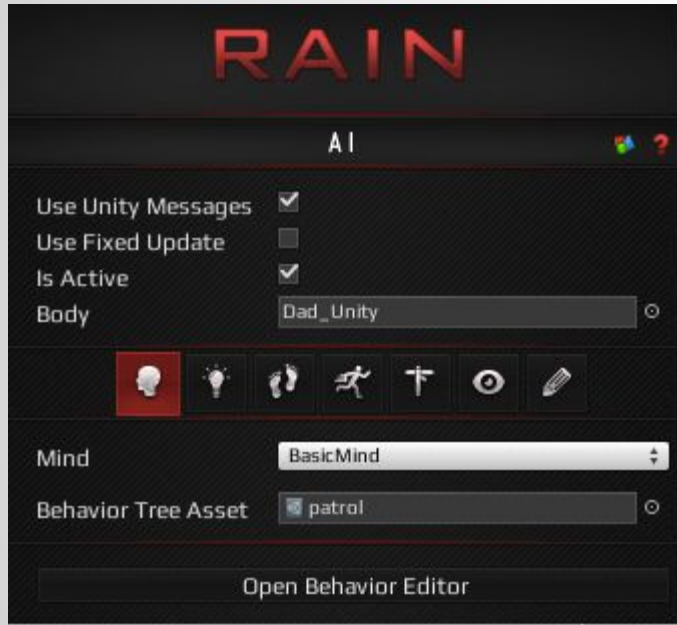 RAIN
AI ?
Use Unity Messages
Use Fixed Update
Is Active
Body Dad_Unity
Mind BasicMind
Behavior Tree Asset patrol
Open Behavior Editor